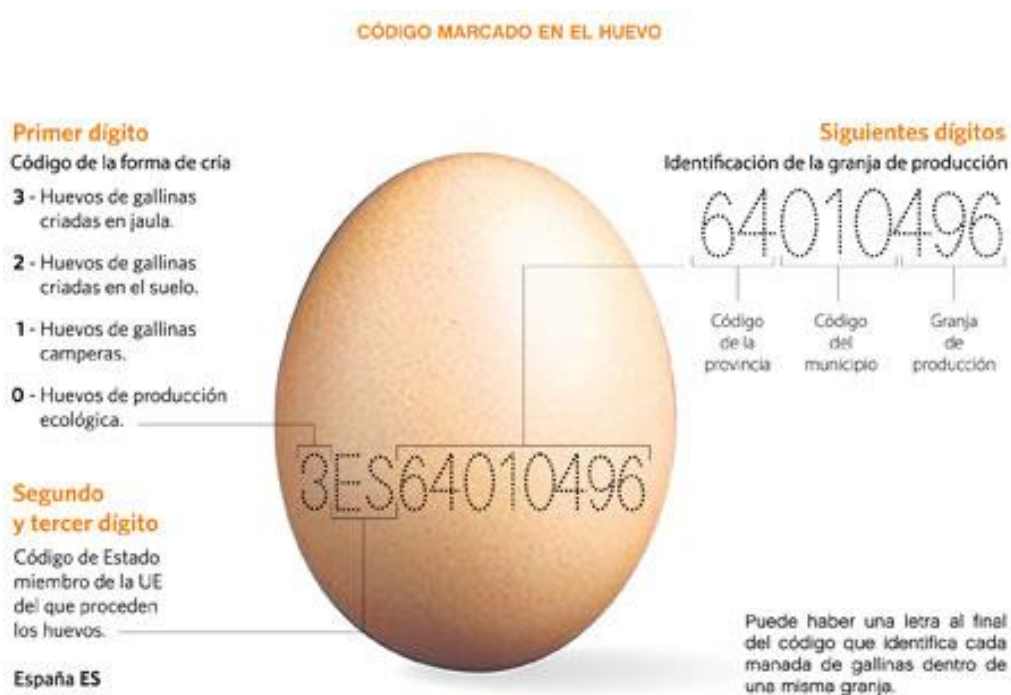 CÓDIGO MARCADO EN EL HUEVO
Primer dígito
Código de la forma de cría
3 - Huevos de gallinas
criadas en jaula.
2 - Huevos de gallinas
criadas en el suelo.
1 - Huevos de gallinas
camperas.
0 - Huevos de producción
ecológica.
Segundo
y tercer dígito
Código de Estado
miembro de la UE
del que proceden
los huevos.
España ES
3ES64010496
Siguientes dígitos
Identificación de la granja de producción
64010496
Código
de la
provincia
Código
del
municipio
Granja
de
producción
Puede haber una letra al final
del código que identifica cada
manada de gallinas dentro de
una misma granja.